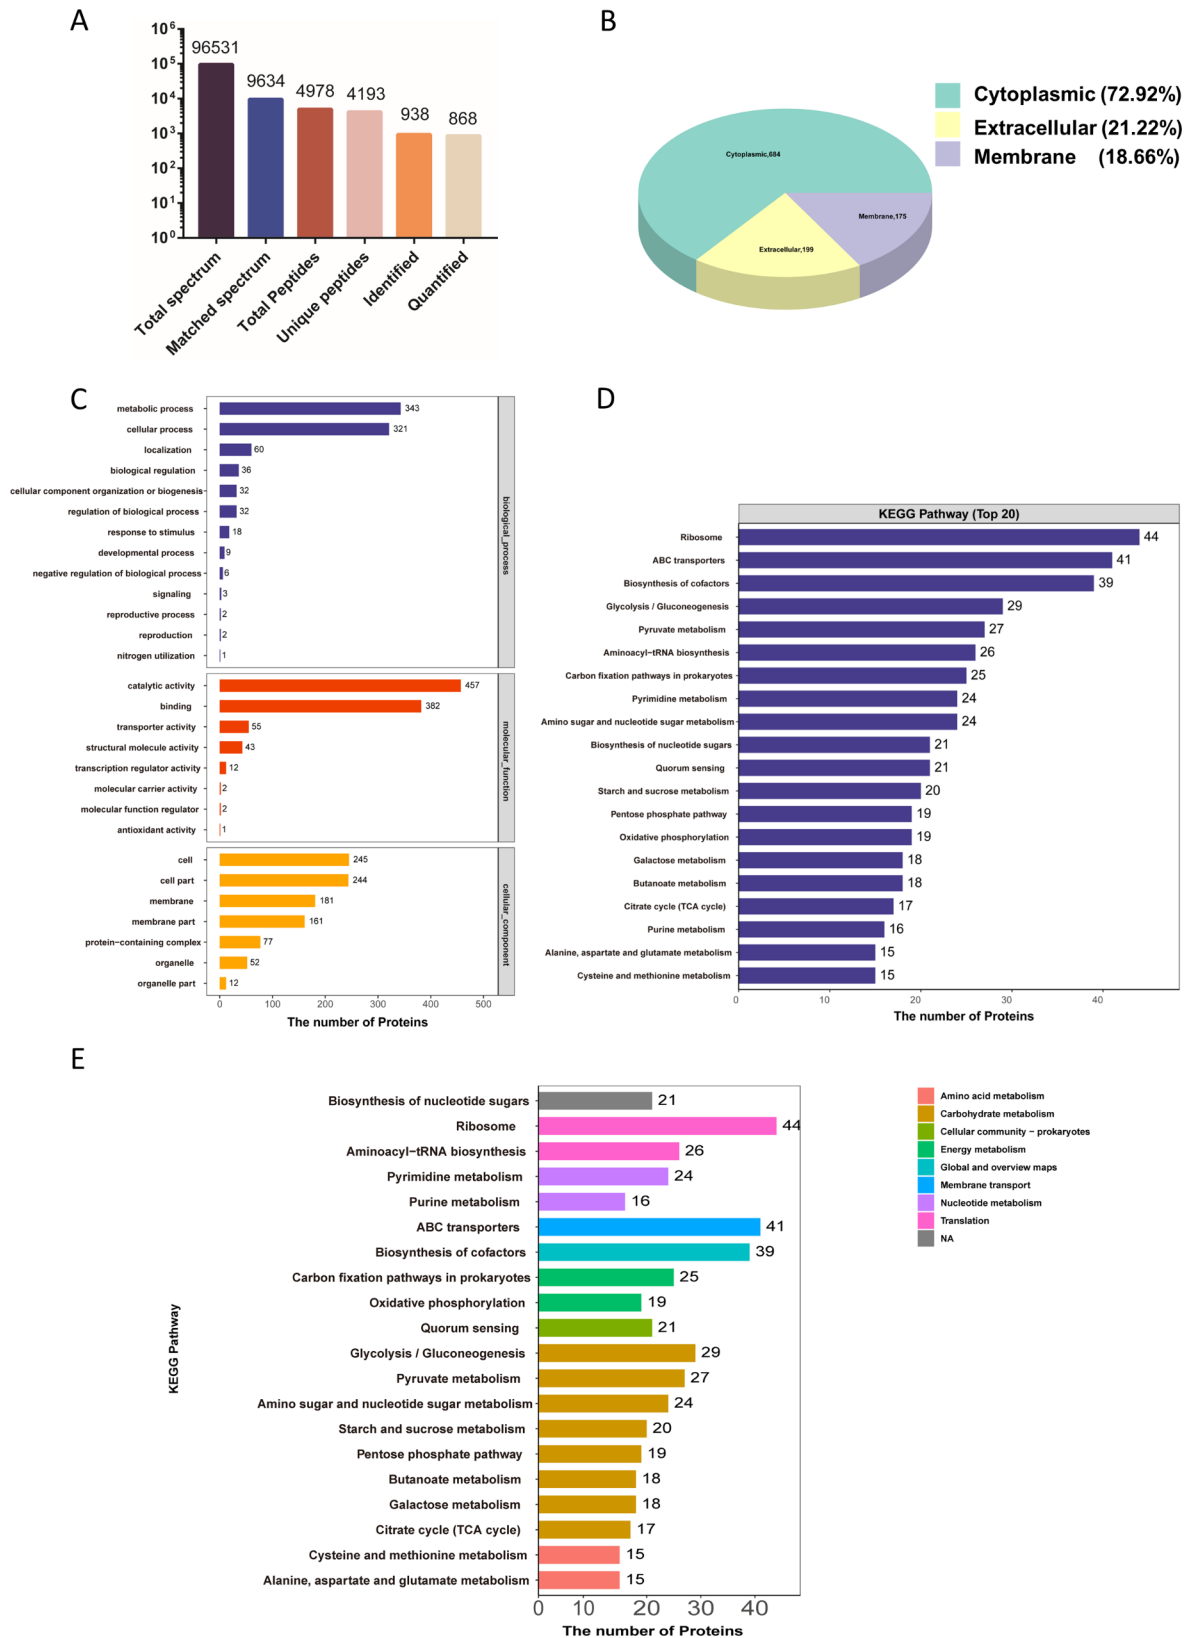 A
10⁶
10⁵
10⁴
10³
10²
10¹
10⁰
96531
9634
4978
4193
938
868
Total spectrum
Matched spectrum
Total Peptides
Unique peptides
Identified
Quantified
B
Cytoplasmic,684
Membrane,175
Extracellular,199
Cytoplasmic (72.92%)
Extracellular (21.22%)
Membrane (18.66%)
C
metabolic process 343
cellular process 321
localization 60
biological regulation 36
cellular component organization or biogenesis 32
regulation of biological process 32
response to stimulus 18
developmental process 9
negative regulation of biological process 6
signaling 3
reproductive process 2
reproduction 2
nitrogen utilization 1
biological_process
catalytic activity 457
binding 382
transporter activity 55
structural molecule activity 43
transcription regulator activity 12
molecular carrier activity 2
molecular function regulator 2
antioxidant activity 1
molecular_function
cell 245
cell part 244
membrane 181
membrane part 161
protein−containing complex 77
organelle 52
organelle part 12
cellular_component
0 100 200 300 400 500
The number of Proteins
D
KEGG Pathway (Top 20)
Ribosome 44
ABC transporters 41
Biosynthesis of cofactors 39
Glycolysis / Gluconeogenesis 29
Pyruvate metabolism 27
Aminoacyl−tRNA biosynthesis 26
Carbon fixation pathways in prokaryotes 25
Pyrimidine metabolism 24
Amino sugar and nucleotide sugar metabolism 24
Biosynthesis of nucleotide sugars 21
Quorum sensing 21
Starch and sucrose metabolism 20
Pentose phosphate pathway 19
Oxidative phosphorylation 19
Galactose metabolism 18
Butanoate metabolism 18
Citrate cycle (TCA cycle) 17
Purine metabolism 16
Alanine, aspartate and glutamate metabolism 15
Cysteine and methionine metabolism 15
0 10 20 30 40
The number of Proteins
E
KEGG Pathway
Biosynthesis of nucleotide sugars 21
Ribosome 44
Aminoacyl−tRNA biosynthesis 26
Pyrimidine metabolism 24
Purine metabolism 16
ABC transporters 41
Biosynthesis of cofactors 39
Carbon fixation pathways in prokaryotes 25
Oxidative phosphorylation 19
Quorum sensing 21
Glycolysis / Gluconeogenesis 29
Pyruvate metabolism 27
Amino sugar and nucleotide sugar metabolism 24
Starch and sucrose metabolism 20
Pentose phosphate pathway 19
Butanoate metabolism 18
Galactose metabolism 18
Citrate cycle (TCA cycle) 17
Cysteine and methionine metabolism 15
Alanine, aspartate and glutamate metabolism 15
0 10 20 30 40
The number of Proteins
Amino acid metabolism
Carbohydrate metabolism
Cellular community − prokaryotes
Energy metabolism
Global and overview maps
Membrane transport
Nucleotide metabolism
Translation
NA